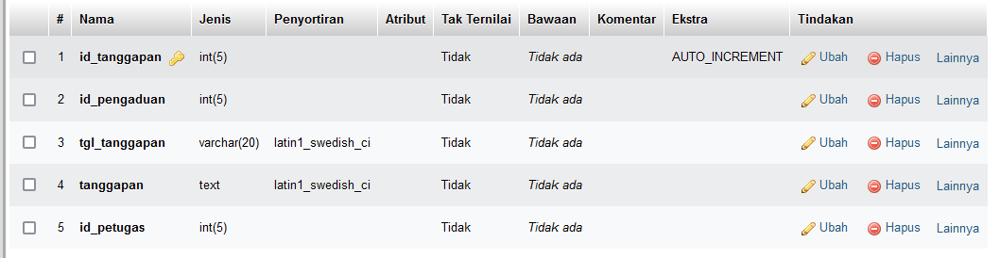 # Nama Jenis Penyortiran Atribut Tak Ternilai Bawaan Komentar Ekstra Tindakan
1 id_tanggapan int(5) Tidak Tidak ada AUTO_INCREMENT Ubah Hapus Lainnya
2 id_pengaduan int(5) Tidak Tidak ada Ubah Hapus Lainnya
3 tgl_tanggapan varchar(20) latin1_swedish_ci Tidak Tidak ada Ubah Hapus Lainnya
4 tanggapan text latin1_swedish_ci Tidak Tidak ada Ubah Hapus Lainnya
5 id_petugas int(5) Tidak Tidak ada Ubah Hapus Lainnya